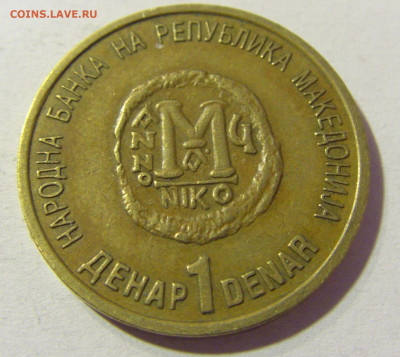 COINS.LAVE.RU
НАРОДНА БАНКА НА РЕПУБЛИКА МАКЕДОНИЈА
ANNO
M
A
NIKO
ДЕНАР 1 DENAR